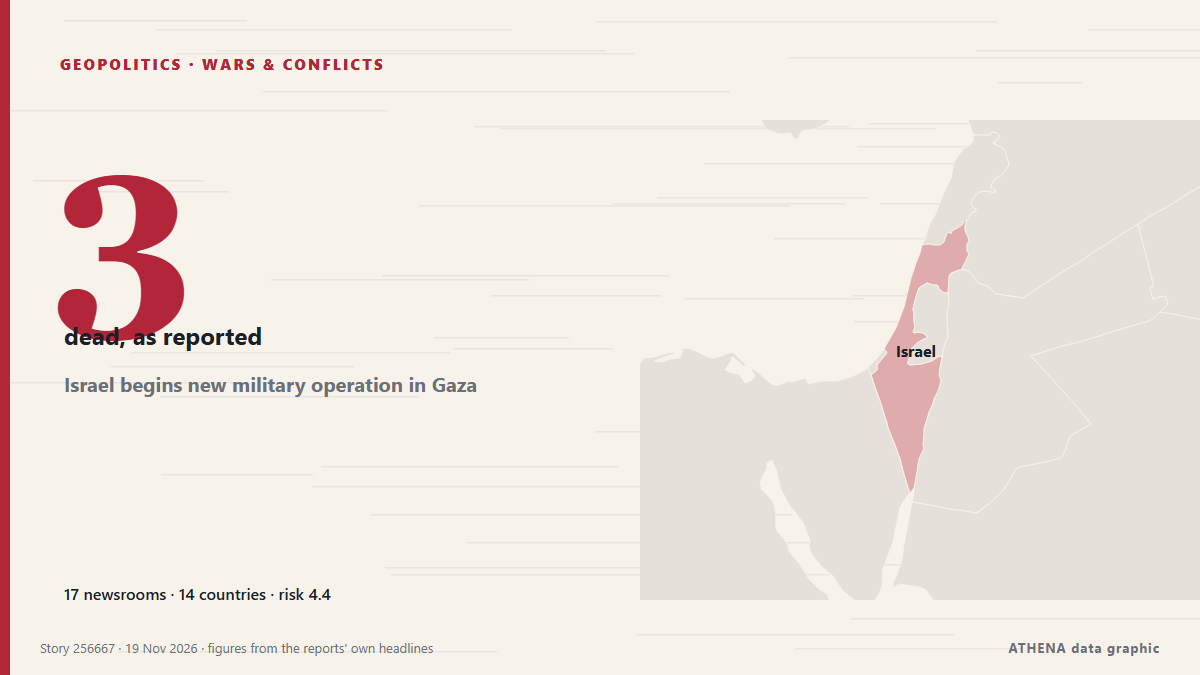 GEOPOLITICS · WARS & CONFLICTS
3
dead, as reported
Israel begins new military operation in Gaza
Israel
17 newsrooms · 14 countries · risk 4.4
Story 256667 · 19 Nov 2026 · figures from the reports' own headlines
ATHENA data graphic